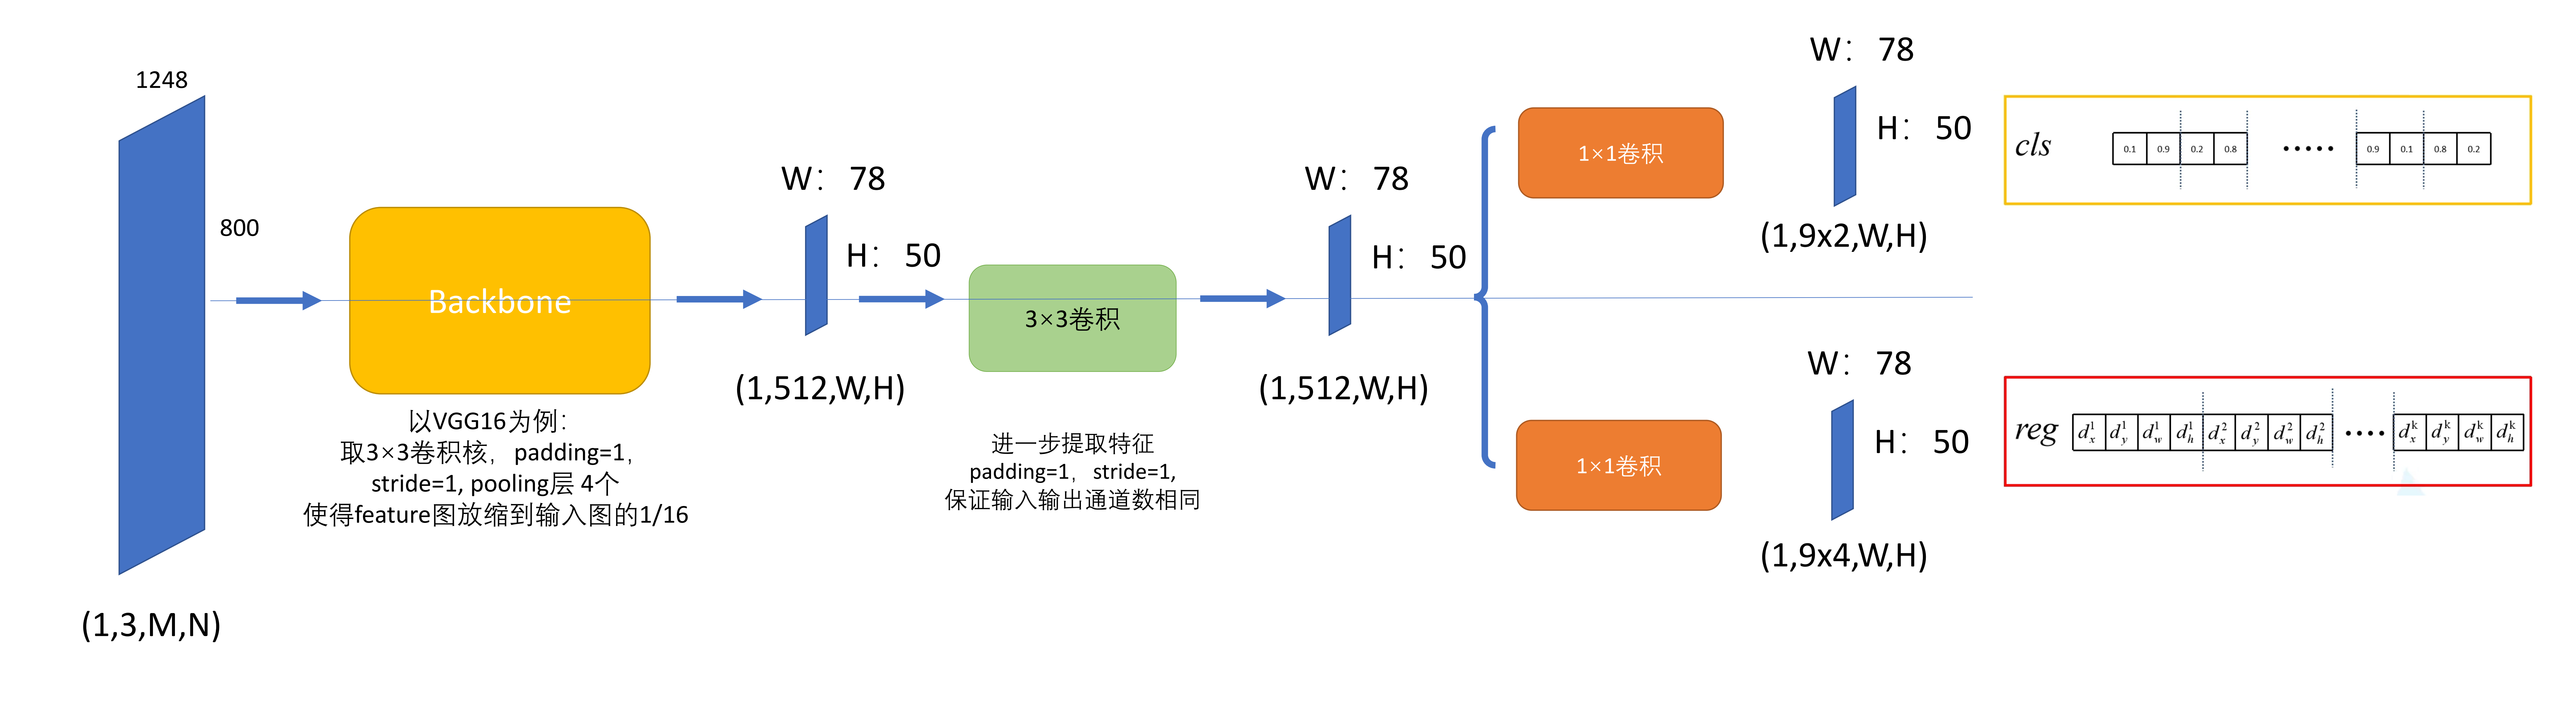 1248
800
(1,3,M,N)
Backbone
以VGG16为例：
取3×3卷积核，padding=1，
stride=1, pooling层 4个
使得feature图放缩到输入图的1/16
W： 78
H： 50
(1,512,W,H)
3×3卷积
进一步提取特征
padding=1，stride=1,
保证输入输出通道数相同
W： 78
H： 50
(1,512,W,H)
1×1卷积
W： 78
H： 50
(1,9x2,W,H)
cls 0.1 0.9 0.2 0.8 ····· 0.9 0.1 0.8 0.2
1×1卷积
W： 78
H： 50
(1,9x4,W,H)
reg d_x^1 d_y^1 d_w^1 d_h^1 d_x^2 d_y^2 d_w^2 d_h^2 ···· d_x^k d_y^k d_w^k d_h^k